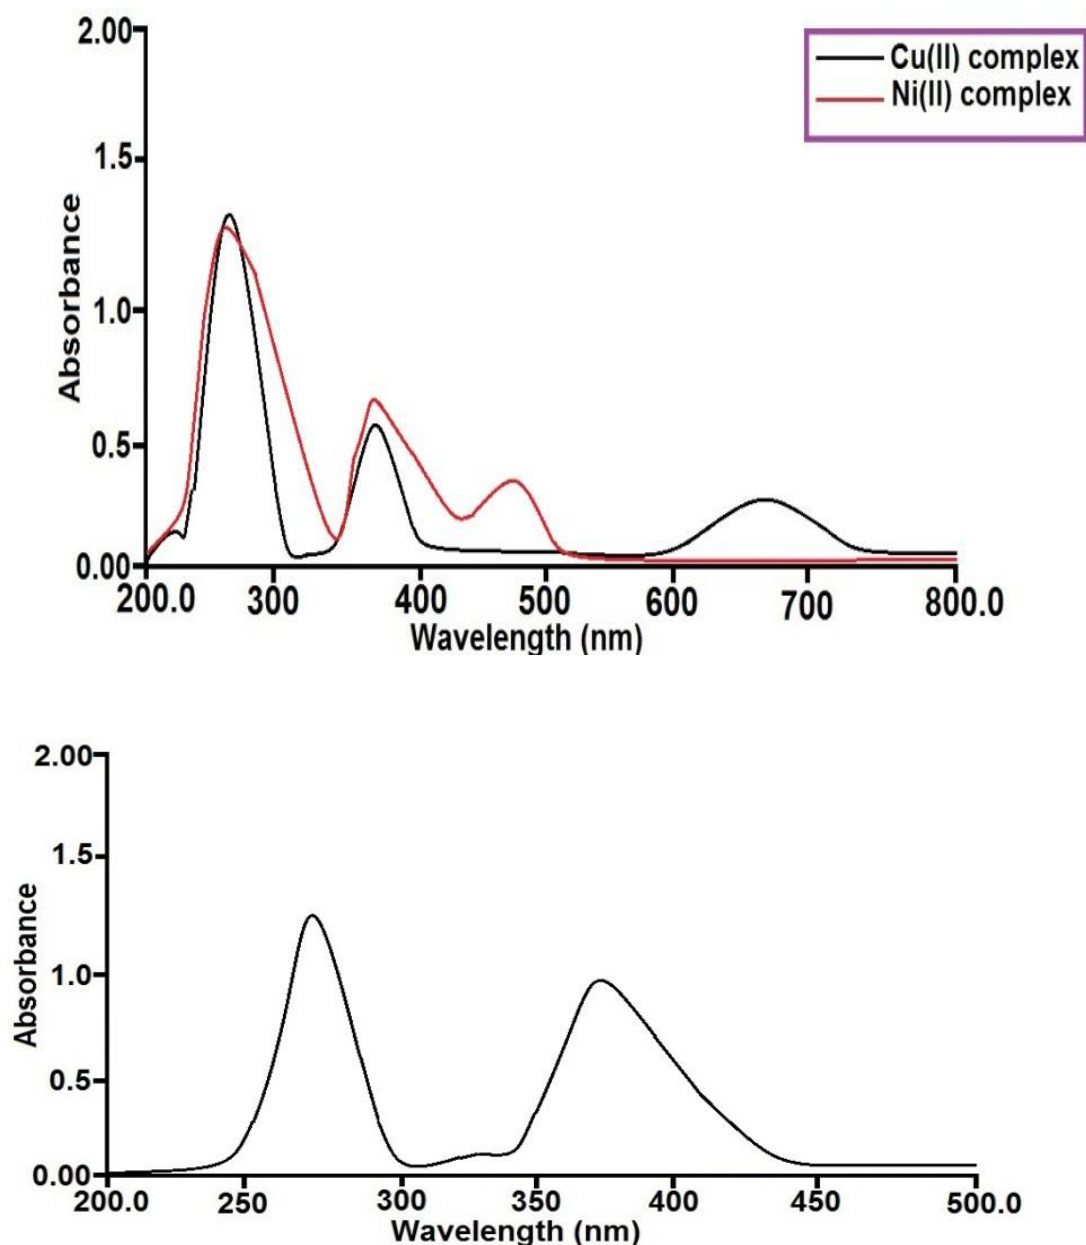 2.00
Cu(II) complex
Ni(II) complex
1.5
Absorbance
1.0
0.5
0.00
200.0 300 400 500 600 700 800.0
Wavelength (nm)
2.00
1.5
Absorbance
1.0
0.5
0.00
200.0 250 300 350 400 450 500.0
Wavelength (nm)